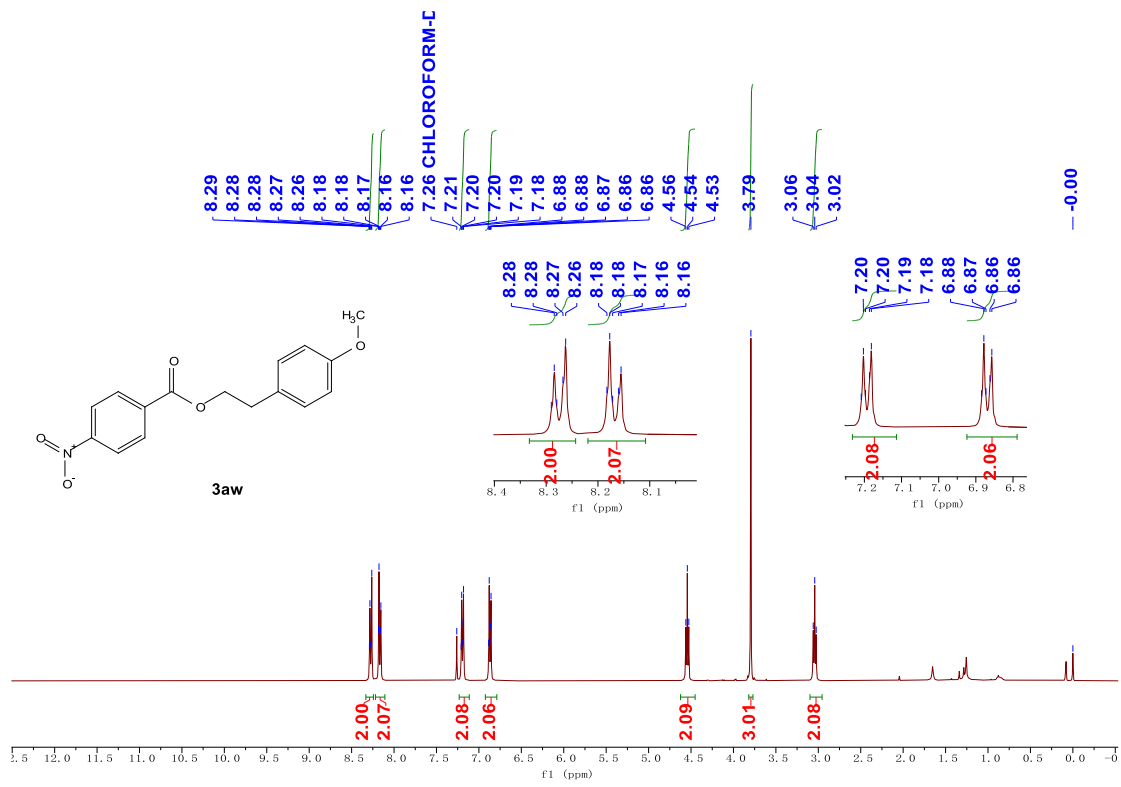 8.29 8.28 8.28 8.27 8.26 8.18 8.18 8.17 8.16 8.16 7.26 CHLOROFORM-D 7.21 7.20 7.20 7.19 7.18 6.88 6.88 6.87 6.86 6.86 4.56 4.54 4.53 3.79 3.06 3.04 3.02 -0.00
8.28 8.28 8.27 8.26 8.18 8.18 8.17 8.16 8.16
7.20 7.20 7.19 7.18 6.88 6.87 6.86 6.86
H₃C
O
O
O
O
N⁺
O⁻
3aw
2.00 2.07
8.4 8.3 8.2 8.1
f1 (ppm)
2.08 2.06
7.2 7.1 7.0 6.9 6.8
f1 (ppm)
2.00 2.07 2.08 2.06 2.09 3.01 2.08
2.5 12.0 11.5 11.0 10.5 10.0 9.5 9.0 8.5 8.0 7.5 7.0 6.5 6.0 5.5 5.0 4.5 4.0 3.5 3.0 2.5 2.0 1.5 1.0 0.5 0.0 -0
f1 (ppm)